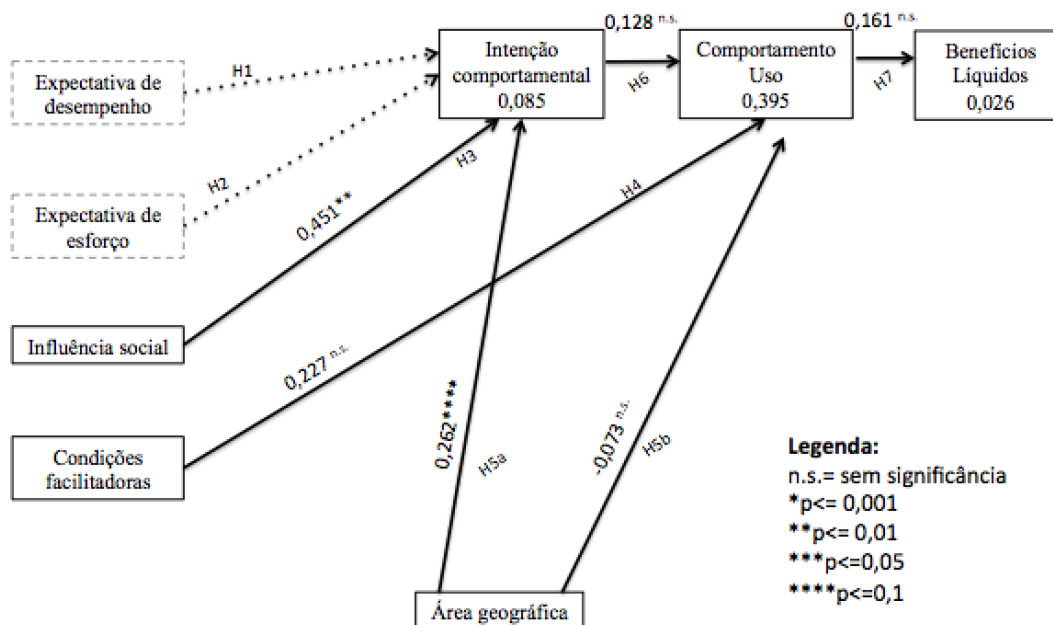 0,128 n.s.
0,161 n.s.
Intenção
comportamental
0,085
Comportamento
Uso
0,395
Benefícios
Líquidos
0,026
H1
H6
H7
Expectativa de
desempenho
H2
H3
H4
Expectativa de
esforço
0,451**
Influência social
0,227 n.s.
0,262****
H5a
-0,073 n.s.
H5b
Condições
facilitadoras
Legenda:
n.s.= sem significância
*p<= 0,001
**p<= 0,01
***p<=0,05
****p<=0,1
Área geográfica